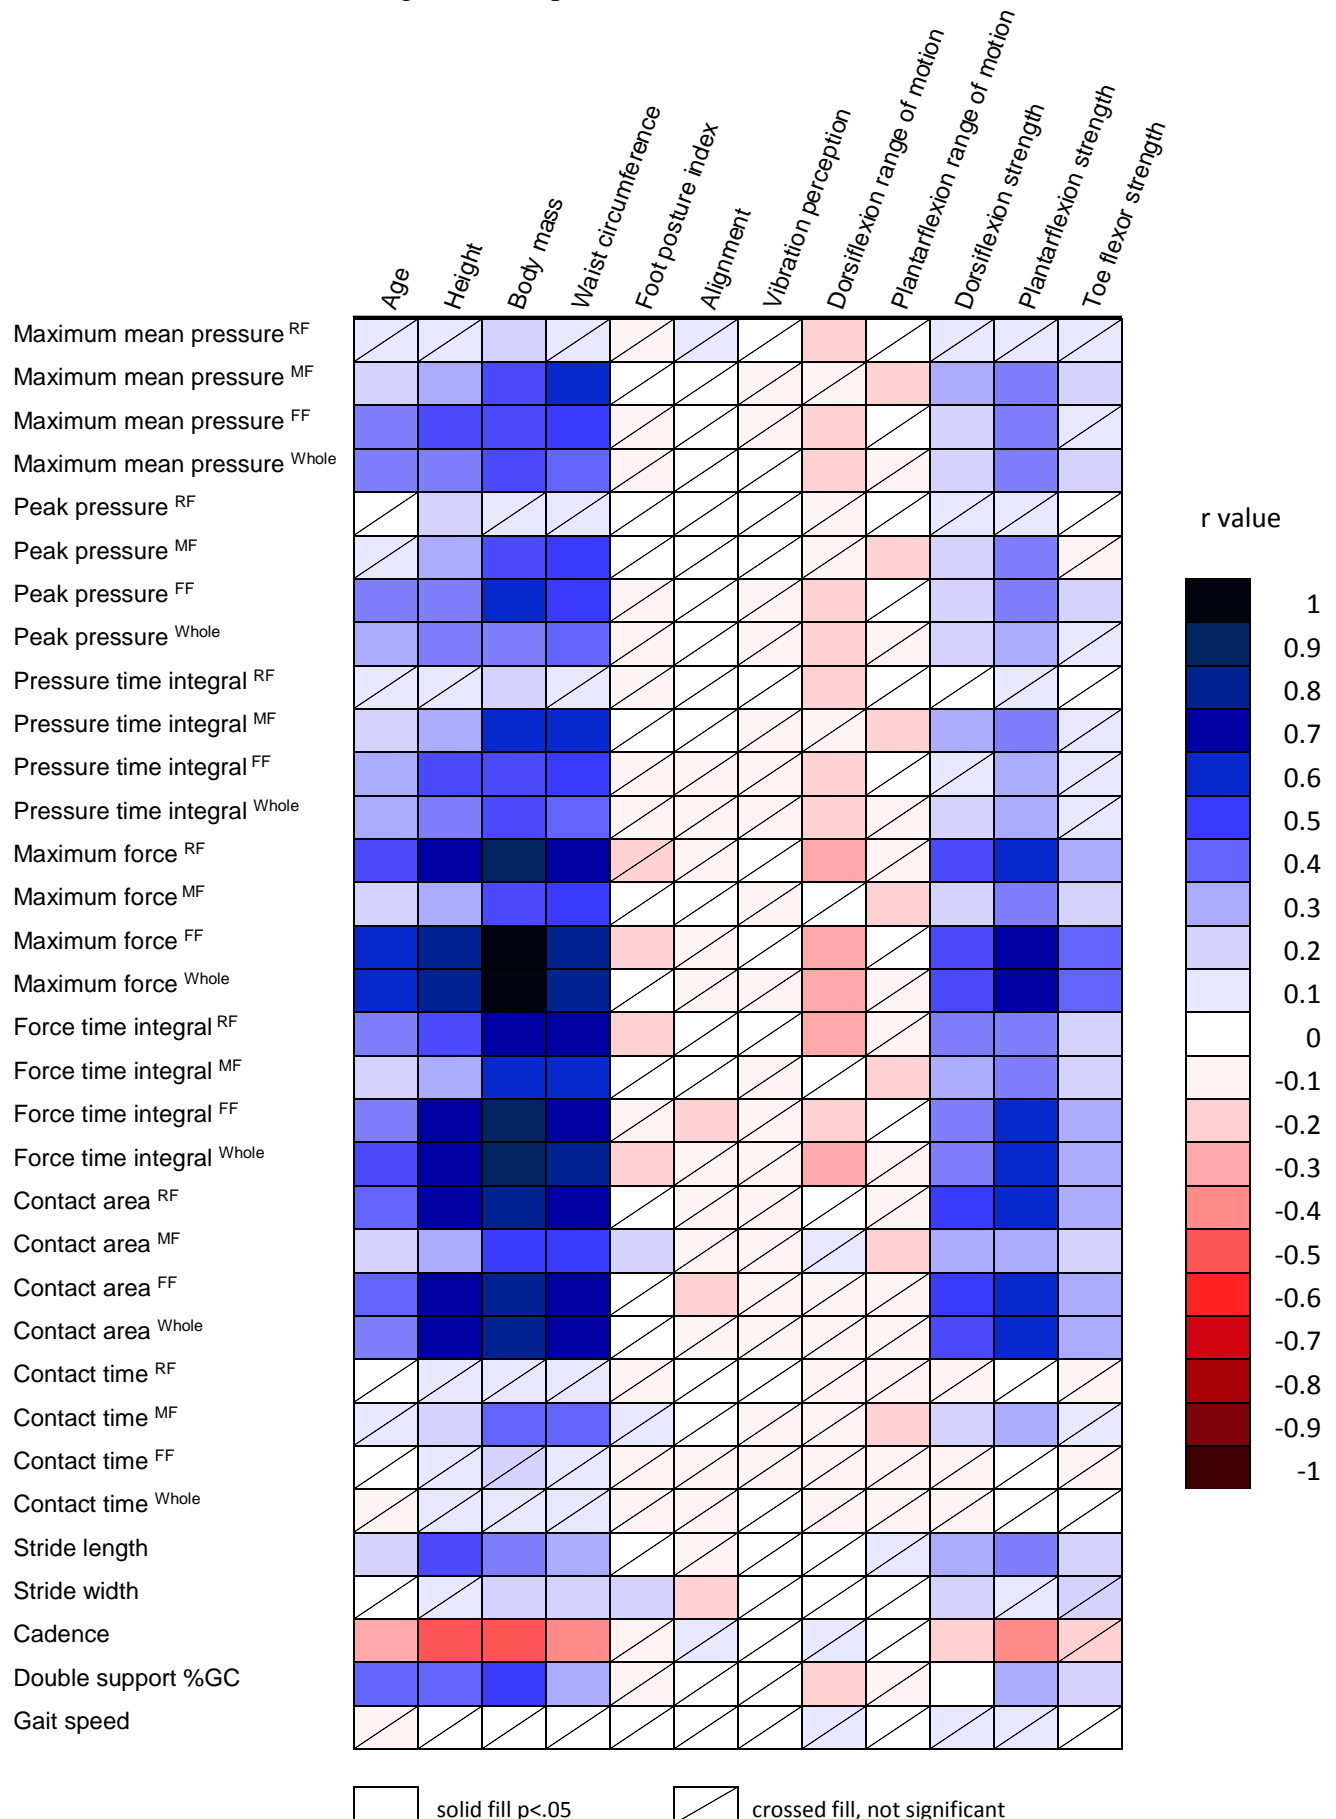 Age
Height
Body mass
Waist circumference
Foot posture index
Alignment
Vibration perception
Dorsiflexion range of motion
Plantarflexion range of motion
Dorsiflexion strength
Plantarflexion strength
Toe flexor strength
Maximum mean pressure RF
Maximum mean pressure MF
Maximum mean pressure FF
Maximum mean pressure Whole
Peak pressure RF
Peak pressure MF
Peak pressure FF
Peak pressure Whole
Pressure time integral RF
Pressure time integral MF
Pressure time integral FF
Pressure time integral Whole
Maximum force RF
Maximum force MF
Maximum force FF
Maximum force Whole
Force time integral RF
Force time integral MF
Force time integral FF
Force time integral Whole
Contact area RF
Contact area MF
Contact area FF
Contact area Whole
Contact time RF
Contact time MF
Contact time FF
Contact time Whole
Stride length
Stride width
Cadence
Double support %GC
Gait speed
r value
1
0.9
0.8
0.7
0.6
0.5
0.4
0.3
0.2
0.1
0
-0.1
-0.2
-0.3
-0.4
-0.5
-0.6
-0.7
-0.8
-0.9
-1
solid fill p<.05
crossed fill, not significant